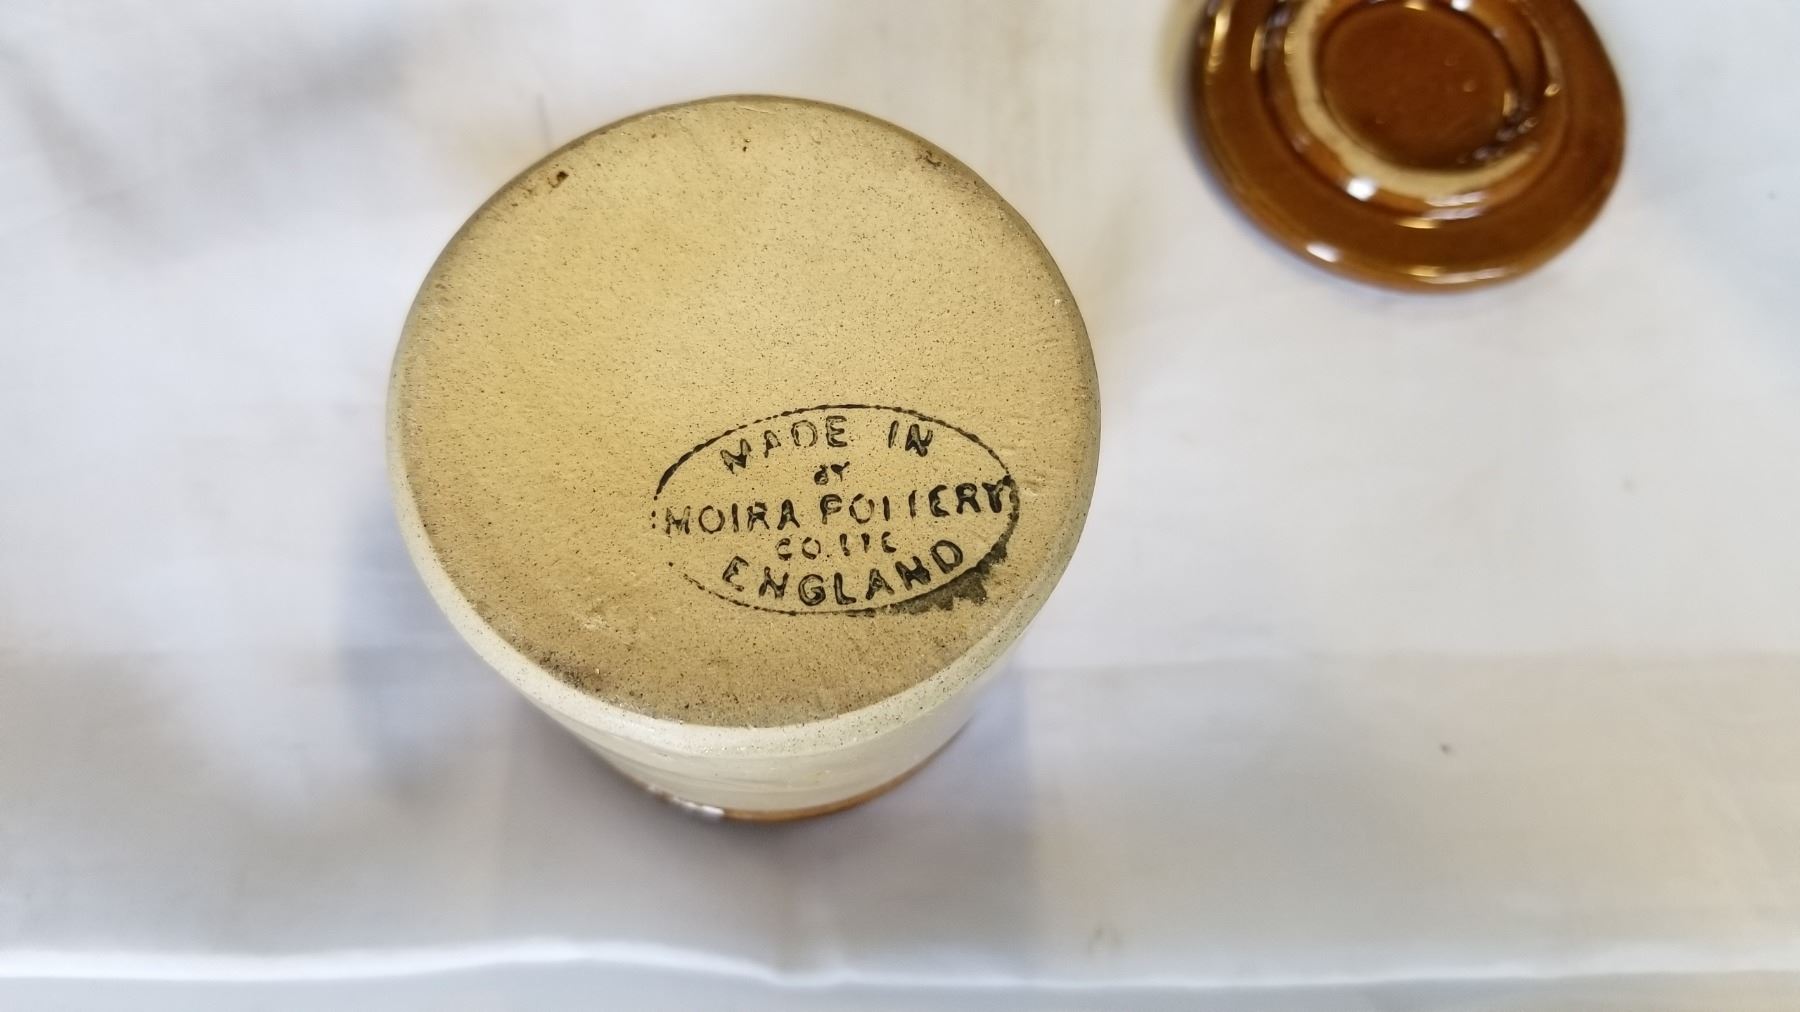 MADE IN
BY
MOIRA POTTERY
CO. LTD
ENGLAND